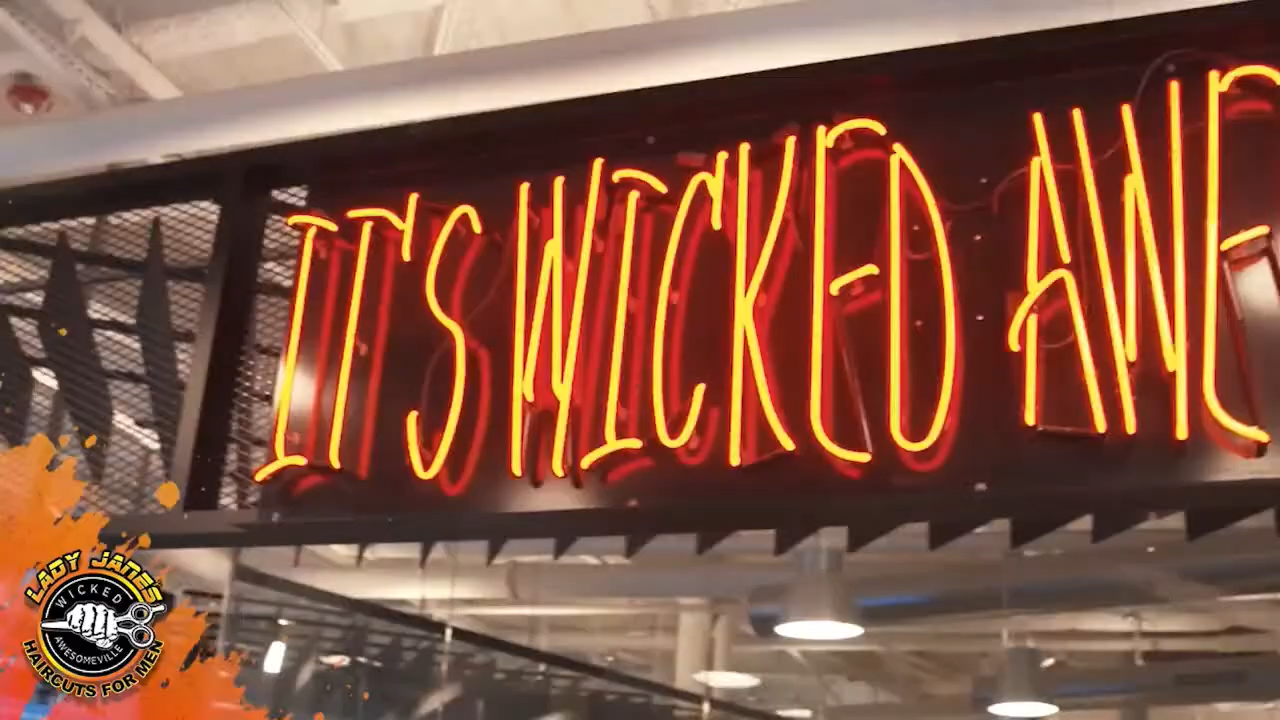 IT'S WICKED AWE
LADY JANE'S
WICKED
AWESOMEVILLE
HAIRCUTS FOR MEN